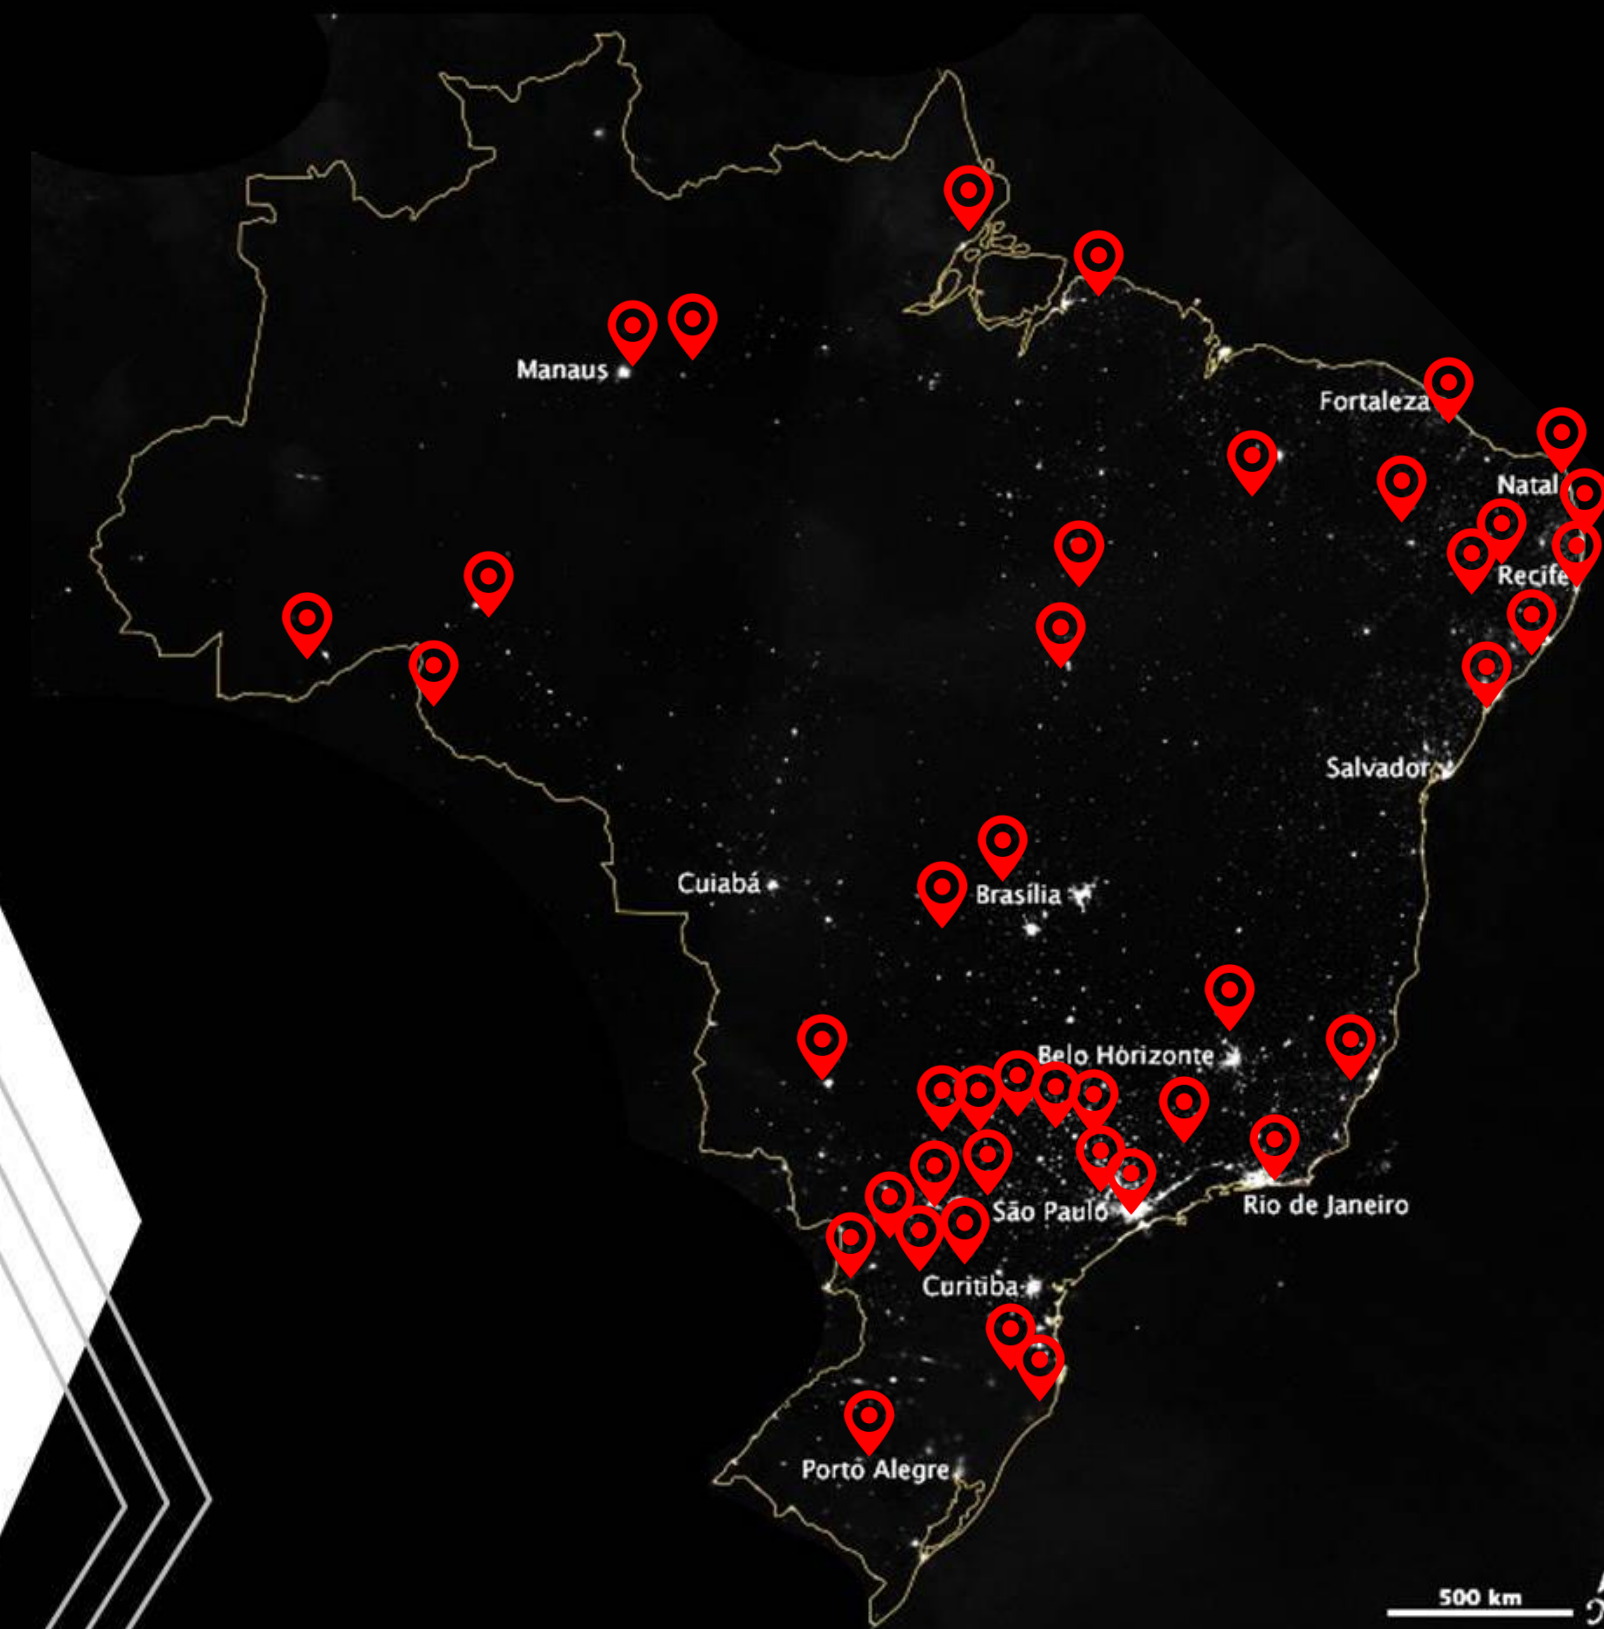 Manaus
Fortaleza
Natal
Recife
Salvador
Cuiabá
Brasília
Belo Horizonte
São Paulo
Rio de Janeiro
Curitiba
Porto Alegre
500 km